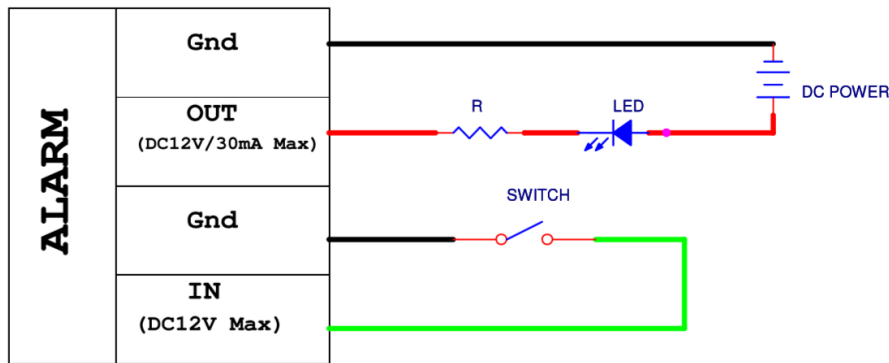 ALARM
Gnd
OUT
(DC12V/30mA Max)
Gnd
IN
(DC12V Max)
R
LED
DC POWER
SWITCH